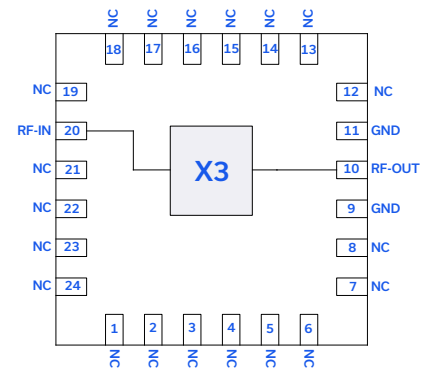 NC NC NC NC NC NC
18 17 16 15 14 13
NC 19 12 NC
RF-IN 20 11 GND
X3
NC 21 10 RF-OUT
NC 22 9 GND
NC 23 8 NC
NC 24 7 NC
1 2 3 4 5 6
NC NC NC NC NC NC